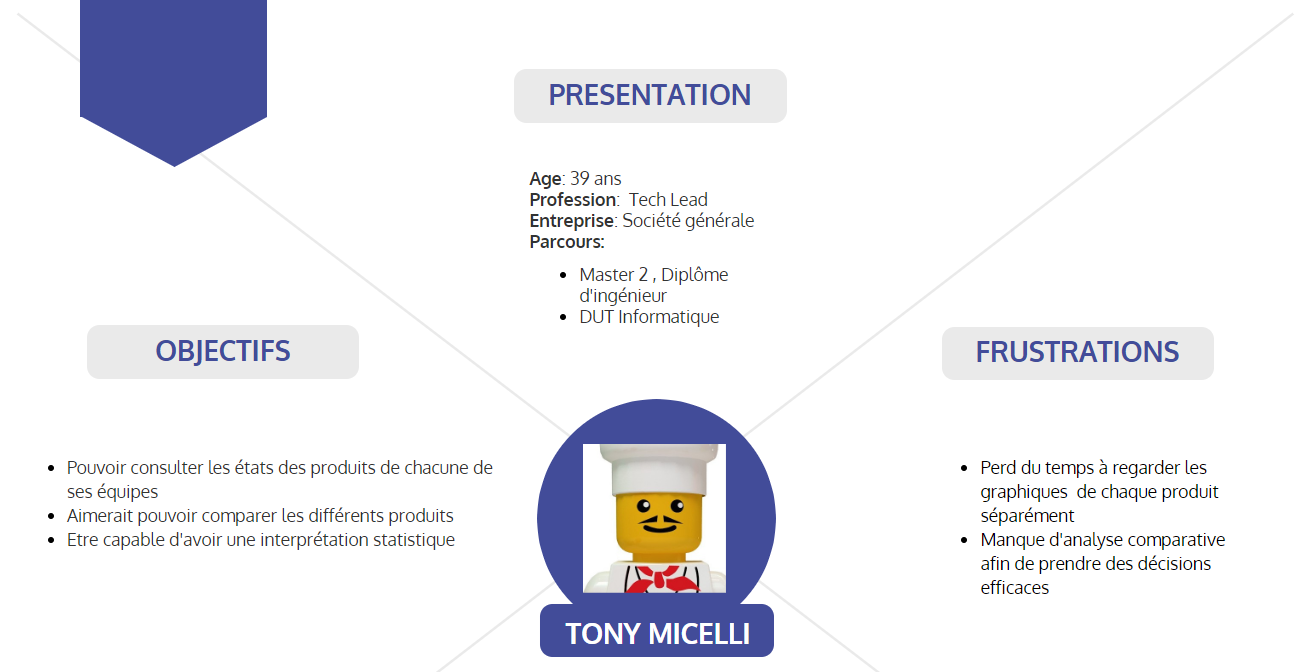 PRESENTATION
Age: 39 ans
Profession:  Tech Lead
Entreprise: Société générale
Parcours:
Master 2 , Diplôme
d'ingénieur
DUT Informatique
OBJECTIFS
Pouvoir consulter les états des produits de chacune de
ses équipes
Aimerait pouvoir comparer les différents produits
Etre capable d'avoir une interprétation statistique
FRUSTRATIONS
Perd du temps à regarder les
graphiques  de chaque produit
séparément
Manque d'analyse comparative
afin de prendre des décisions
efficaces
TONY MICELLI